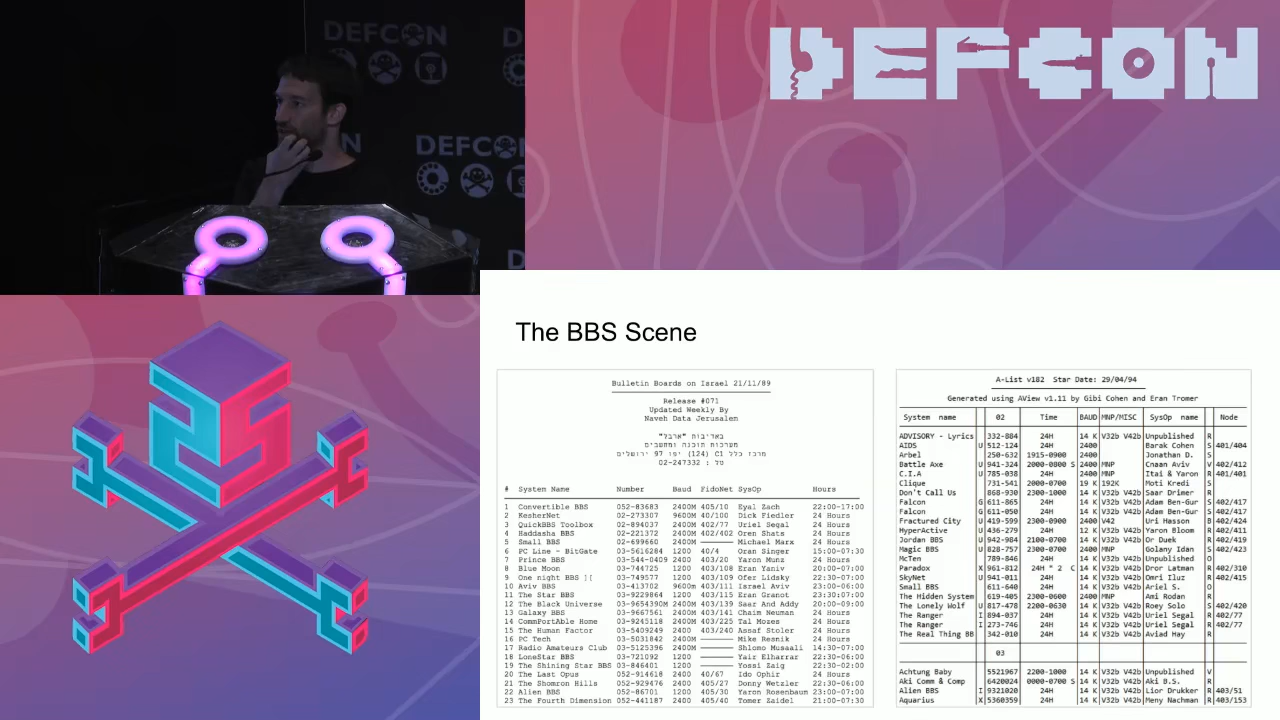 DEFCON
DEFCON
DEFCON
The BBS Scene
Bulletin Boards on Israel 21/11/89
Release #071
Updated Weekly By
Naveh Data Jerusalem
באדיבות "ארבל"
מערכות תוכנה ומחשבים
מרכז כלל C1 (124) יפו 97 ירושלים
טל : 02-247332
# System Name Number Baud FidoNet SysOp Hours
1 Convertible BBS 052-83683 2400M 405/10 Eyal Zach 22:00-17:00
2 KesherNet 02-273307 9600M 40/100 Dick Fiedler 24 Hours
3 QuickBBS Toolbox 02-894037 2400M 402/77 Uriel Segal 24 Hours
4 Haddasha BBS 02-221372 2400M 402/402 Oren Shats 24 Hours
5 Small BBS 02-699660 2400M Michael Marx 24 Hours
6 PC Line - BitGate 03-5616284 1200 40/4 Oran Singer 15:00-07:30
7 Prince BBS 03-544-0409 2400 403/20 Yaron Munz 24 Hours
8 Blue Moon 03-744725 1200 403/108 Eran Yaniv 20:00-07:00
9 One night BBS ][ 03-749577 1200 403/109 Ofer Lidsky 22:30-07:00
10 Aviv BBS 03-413702 9600m 403/111 Israel Aviv 23:00-06:00
11 The Star BBS 03-9229864 1200 403/115 Eran Granot 23:30:07:00
12 The Black Universe 03-9654390M 2400M 403/139 Saar And Addy 20:00-09:00
13 Galaxy BBS 03-9667561 2400M 403/141 Chaim Neuman 24 Hours
14 CommPortAble Home 03-9245118 2400M 403/225 Tal Moses 24 Hours
15 The Human Factor 03-5409249 2400 403/240 Assaf Stoler 24 Hours
16 PC Tech 03-5031842 2400M Mike Resnik 24 Hours
17 Radio Amateurs Club 03-5125396 2400M Shlomo Musaali 14:30-07:00
18 LoneStar BBS 03-721092 1200 Yair Elharrar 22:30-06:00
19 The Shining Star BBS 03-846401 1200 Yossi Zaig 22:30-02:00
20 The Last Opus 052-914618 2400 40/67 Ido Ophir 24 Hours
21 The Shomron Hills 052-929476 2400 405/27 Donny Wetzler 22:30-06:00
22 Alien BBS 052-86701 1200 405/30 Yaron Rosenbaum 23:00-07:00
23 The Fourth Dimension 052-441187 2400 405/40 Tomer Zaidel 21:00-07:30
A-List v182 Star Date: 29/04/94
Generated using AView v1.11 by Gibi Cohen and Eran Tromer
System name 02 Time BAUD MNP/MISC SysOp name Node
ADVISORY - Lyrics 332-884 24H 14 K V32b V42b Unpublished R
AIDS U 512-124 24H 2400 Barak Cohen S 401/404
Arbel 250-632 1915-0900 2400 Jonathan D. S
Battle Axe U 941-324 2000-0800 S 2400 MNP Cnaan Aviv V 402/412
C.I.A U 785-038 24H 14 K MNP Itai & Yaron R 401/401
Clique 731-541 2000-0700 19 K 192K Moti Kredi S
Don't Call Us 868-930 2300-1000 14 K V32b V42b Saar Drimer R
Falcon G 611-865 24H 14 K V32b V42b Adam Ben-Gur S 402/417
Falcon G 611-050 24H 14 K V32b V42b Adam Ben-Gur S 402/417
Fractured City U 419-599 2300-0900 2400 V42 Uri Hasson B 402/424
HyperActive U 436-279 24H 12 K V32b V42b Yaron Bloom R 402/411
Jordan BBS U 942-984 2100-0700 14 K V32b V42b Or Duek R 402/419
Magic BBS U 828-757 2300-0700 2400 MNP Golany Idan S 402/423
McTen 789-846 24H 14 K V32b V42b Unpublished R
Paradox X 961-812 24H * 2 C 14 K V32b V42b Dror Latman R 402/310
SkyNet U 941-011 24H 14 K V32b V42b Omri Iluz R 402/415
Small BBS 611-640 24H 14 K V32b V42b Ariel S. O
The Hidden System 619-405 2300-0600 2400 MNP Ami Rodan R
The Lonely Wolf U 817-478 2200-0630 14 K V32b V42b Roey Solo S 402/420
The Ranger I 894-037 24H 14 K V32b V42b Uriel Segal R 402/77
The Ranger I 273-746 24H 14 K V32b V42b Uriel Segal R 402/77
The Real Thing BB 342-010 24H 14 K V32b V42b Aviad Hay R
03
Achtung Baby 5521967 2200-1000 14 K V32b V42b Unpublished V
Aki Comm & Comp 6420024 0000-0700 S 14 K V32b V42b Aki B.S.
Alien BBS I 9321020 24H 14 K V32b V42b Lior Drukker R 403/51
Aquarius X 5360359 24H 14 K V32b V42b Meny Nachman R 403/153